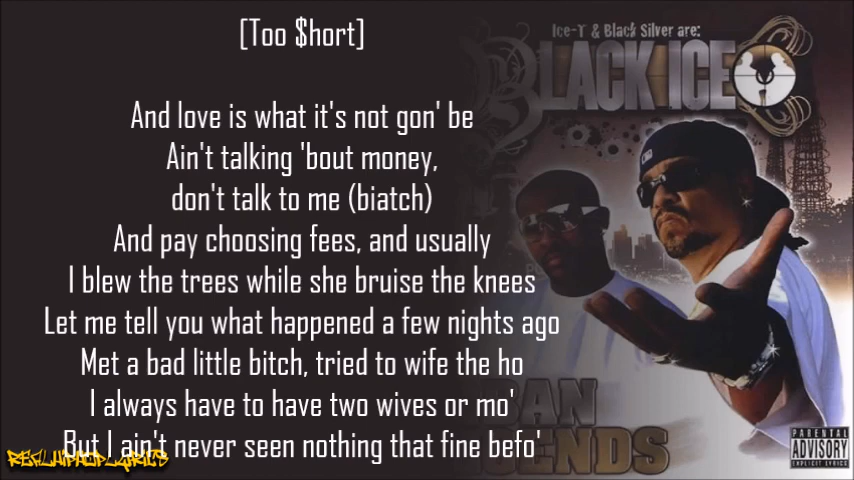 [Too $hort]
Ice-T & Black Silver are:
BLACK ICE
And love is what it's not gon' be
Ain't talking 'bout money,
don't talk to me (biatch)
And pay choosing fees, and usually
I blew the trees while she bruise the knees
Let me tell you what happened a few nights ago
Met a bad little bitch, tried to wife the ho
I always have to have two wives or mo'
But I ain't never seen nothing that fine befo'
REALHIPHOPLYRICS
PARENTAL
ADVISORY
EXPLICIT LYRICS